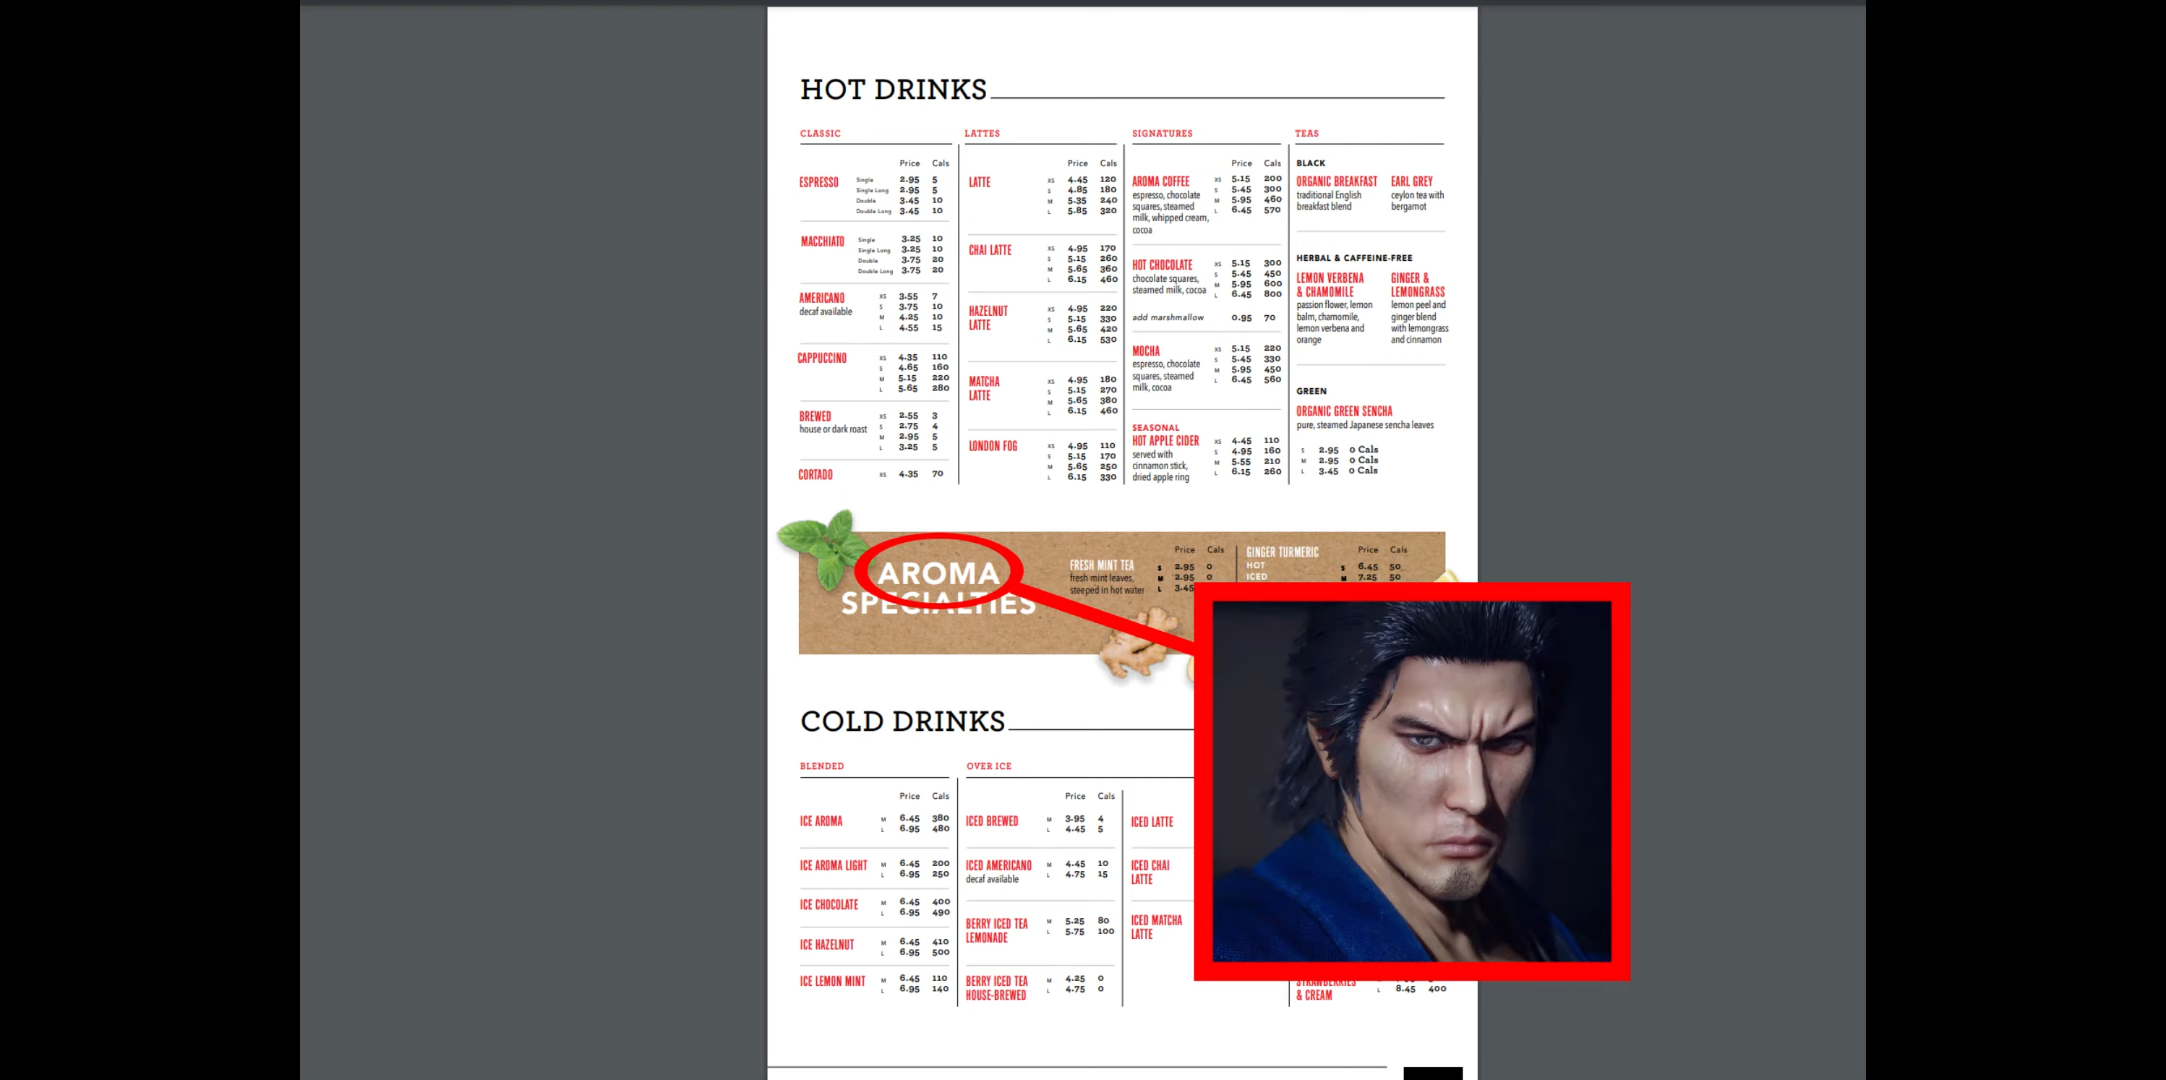 HOT DRINKS
CLASSIC
Price Cals
ESPRESSO
Single 2.95 5
Single Long 2.95 5
Double 3.45 10
Double Long 3.45 10
MACCHIATO
Single 3.25 10
Single Long 3.25 10
Double 3.75 20
Double Long 3.75 20
AMERICANO
decaf available
XS 3.55 7
S 3.75 10
M 4.25 10
L 4.55 15
CAPPUCCINO
XS 4.35 110
S 4.65 160
M 5.15 220
L 5.65 280
BREWED
house or dark roast
XS 2.55 3
S 2.75 4
M 2.95 5
L 3.25 5
CORTADO XS 4.35 70
LATTES
Price Cals
LATTE
XS 4.45 120
S 4.85 180
M 5.35 240
L 5.85 320
CHAI LATTE
XS 4.95 170
S 5.15 260
M 5.65 360
L 6.15 460
HAZELNUT
LATTE
XS 4.95 220
S 5.15 330
M 5.65 420
L 6.15 530
MATCHA
LATTE
XS 4.95 180
S 5.15 270
M 5.65 380
L 6.15 460
LONDON FOG
XS 4.95 110
S 5.15 170
M 5.65 250
L 6.15 330
SIGNATURES
Price Cals
AROMA COFFEE
espresso, chocolate
squares, steamed
milk, whipped cream,
cocoa
XS 5.15 200
S 5.45 300
M 5.95 460
L 6.45 570
HOT CHOCOLATE
chocolate squares,
steamed milk, cocoa
XS 5.15 300
S 5.45 450
M 5.95 600
L 6.45 800
add marshmallow 0.95 70
MOCHA
espresso, chocolate
squares, steamed
milk, cocoa
XS 5.15 220
S 5.45 330
M 5.95 450
L 6.45 560
SEASONAL
HOT APPLE CIDER
served with
cinnamon stick,
dried apple ring
XS 4.45 110
S 4.95 160
M 5.55 210
L 6.15 260
TEAS
BLACK
ORGANIC BREAKFAST
traditional English
breakfast blend
EARL GREY
ceylon tea with
bergamot
HERBAL & CAFFEINE-FREE
LEMON VERBENA
& CHAMOMILE
passion flower, lemon
balm, chamomile,
lemon verbena and
orange
GINGER &
LEMONGRASS
lemon peel and
ginger blend
with lemongrass
and cinnamon
GREEN
ORGANIC GREEN SENCHA
pure, steamed Japanese sencha leaves
S 2.95 0 Cals
M 2.95 0 Cals
L 3.45 0 Cals
AROMA
SPECIALTIES
Price Cals
FRESH MINT TEA
fresh mint leaves,
steeped in hot water
S 2.95 0
M 2.95 0
L 3.45
GINGER TURMERIC
HOT
ICED
Price Cals
S 6.45 50
M 7.25 50
COLD DRINKS
BLENDED
Price Cals
ICE AROMA
M 6.45 380
L 6.95 480
ICE AROMA LIGHT
M 6.45 200
L 6.95 250
ICE CHOCOLATE
M 6.45 400
L 6.95 490
ICE HAZELNUT
M 6.45 410
L 6.95 500
ICE LEMON MINT
M 6.45 110
L 6.95 140
OVER ICE
Price Cals
ICED BREWED
M 3.95 4
L 4.45 5
ICED AMERICANO
decaf available
M 4.45 10
L 4.75 15
BERRY ICED TEA
LEMONADE
M 5.25 80
L 5.75 100
BERRY ICED TEA
HOUSE-BREWED
M 4.25 0
L 4.75 0
ICED LATTE
ICED CHAI
LATTE
ICED MATCHA
LATTE
STRAWBERRIES
& CREAM
L 8.45 400